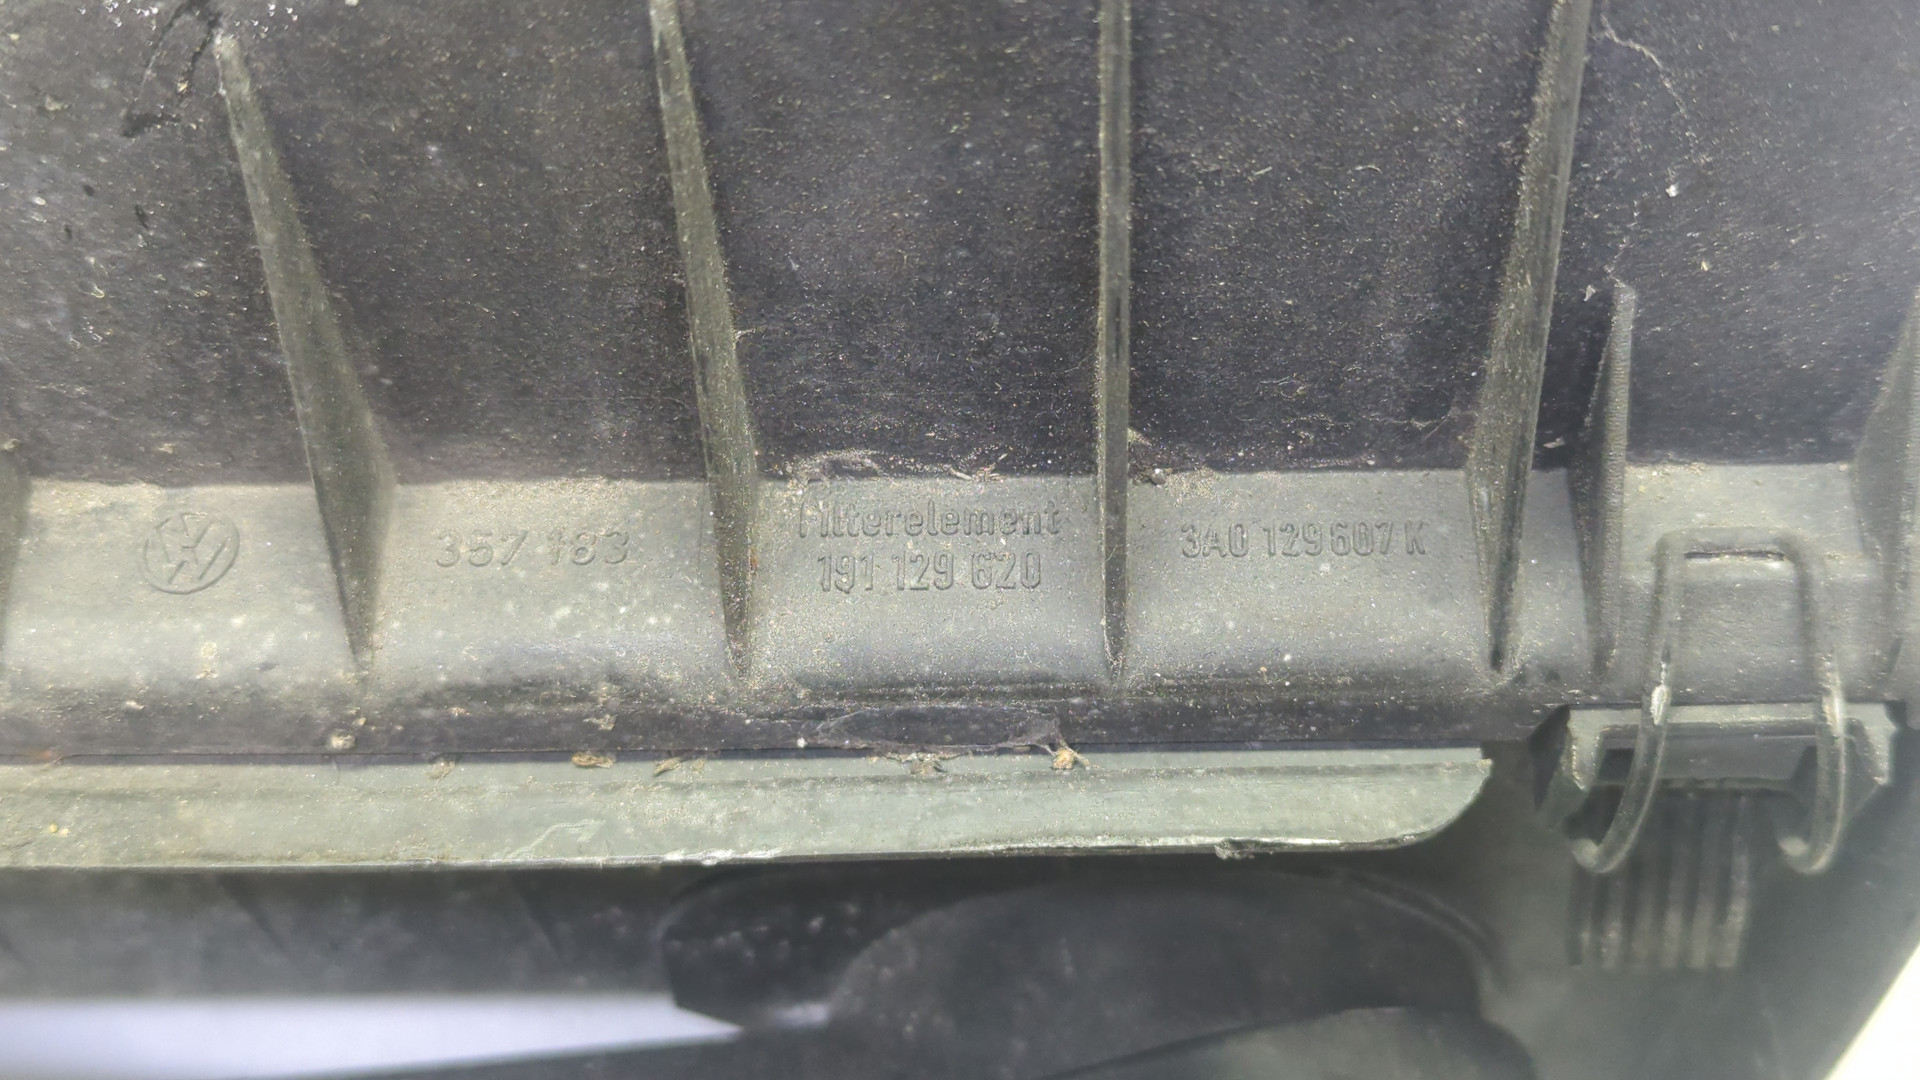 357 183
Filterelement
191 129 620
3A0 129 607 K